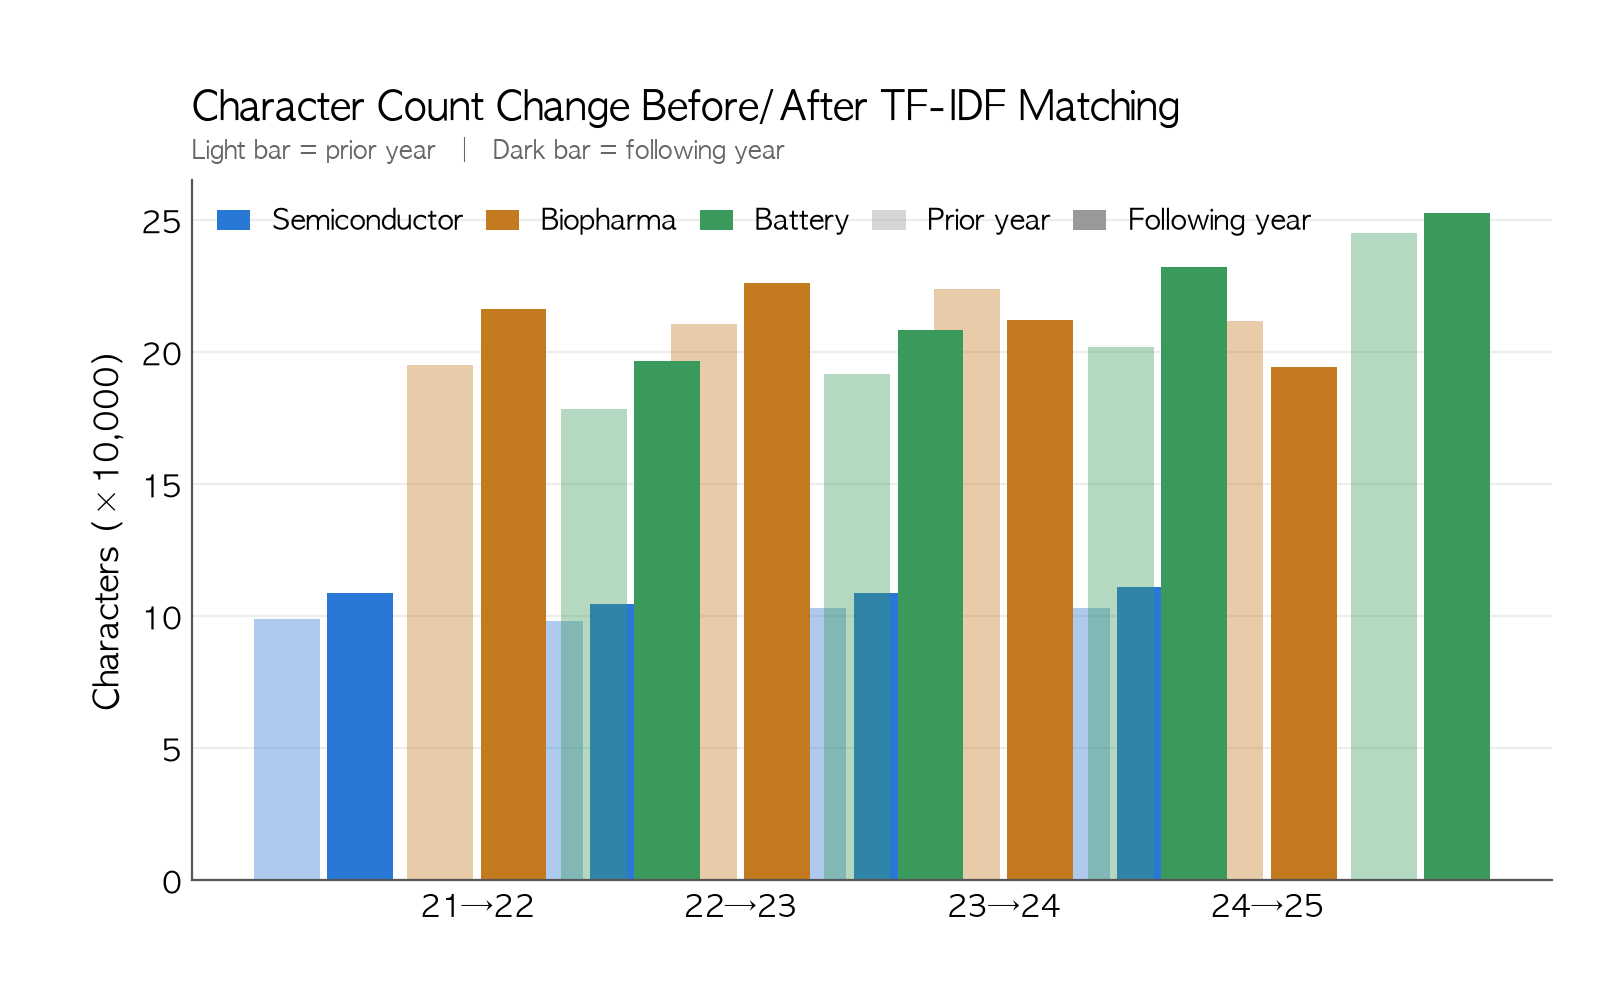 Character Count Change Before/After TF-IDF Matching
Light bar = prior year | Dark bar = following year
Semiconductor Biopharma Battery Prior year Following year
Characters (×10,000)
25
20
15
10
5
0
21→22 22→23 23→24 24→25